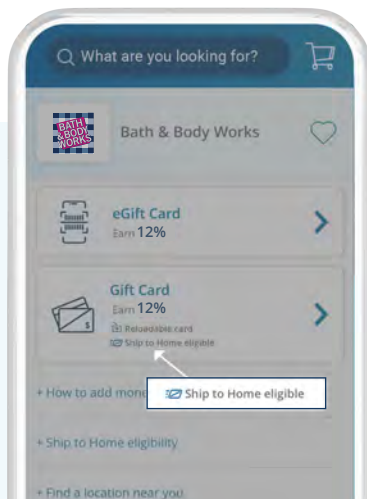 What are you looking for?
BATH
& BODY
WORKS
Bath & Body Works
eGift Card
Earn 12%
Gift Card
Earn 12%
$
Reloadable card
Ship to Home eligible
+ How to add mone
Ship to Home eligible
+ Ship to Home eligibility
+ Find a location near you